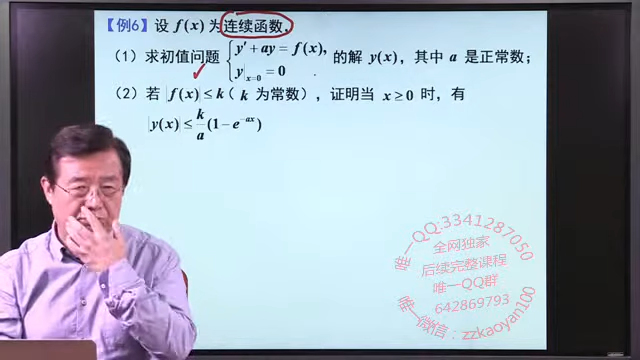 【例6】设 f(x) 为连续函数,
(1) 求初值问题 { y′ + ay = f(x), y|ₓ₌₀ = 0 的解 y(x), 其中 a 是正常数;
(2) 若 |f(x)| ≤ k ( k 为常数), 证明当 x ≥ 0 时, 有
|y(x)| ≤ k/a (1 − e⁻ᵃˣ)
唯一QQ:3341287050
全网独家
后续完整课程
唯一QQ群
642869793
唯一微信:zzkaoyan100